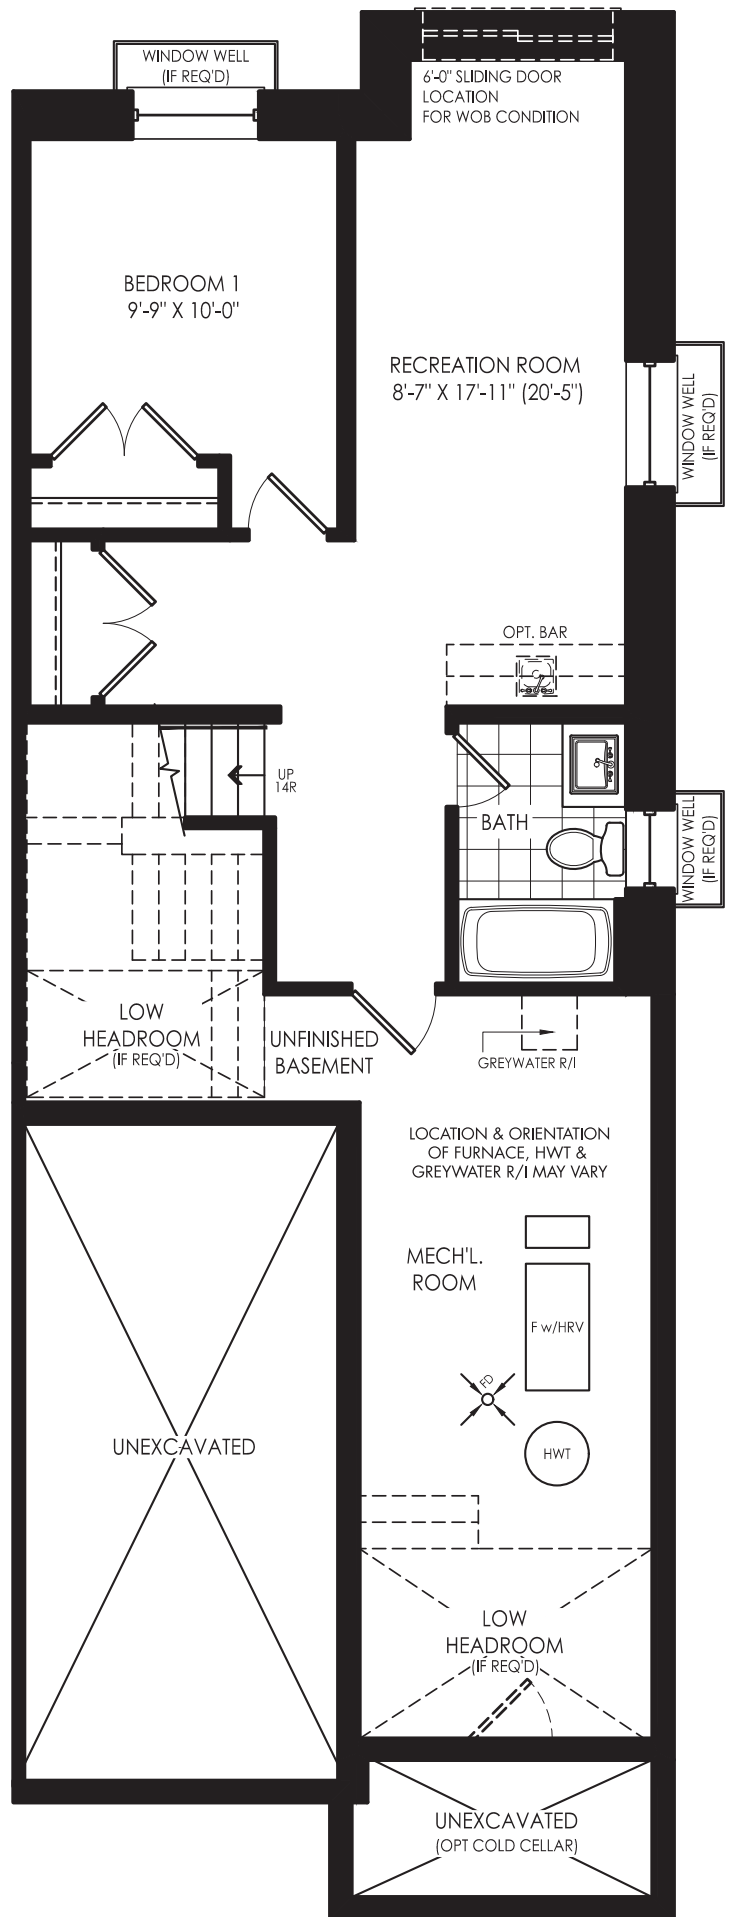 WINDOW WELL
(IF REQ'D)
6'-0" SLIDING DOOR
LOCATION
FOR WOB CONDITION
BEDROOM 1
9'-9" X 10'-0"
RECREATION ROOM
8'-7" X 17'-11" (20'-5")
WINDOW WELL
(IF REQ'D)
OPT. BAR
UP
14R
BATH
WINDOW WELL
(IF REQ'D)
LOW
HEADROOM
(IF REQ'D)
UNFINISHED
BASEMENT
GREYWATER R/I
LOCATION & ORIENTATION
OF FURNACE, HWT &
GREYWATER R/I MAY VARY
MECH'L.
ROOM
F w/HRV
FD
HWT
UNEXCAVATED
LOW
HEADROOM
(IF REQ'D)
UNEXCAVATED
(OPT COLD CELLAR)